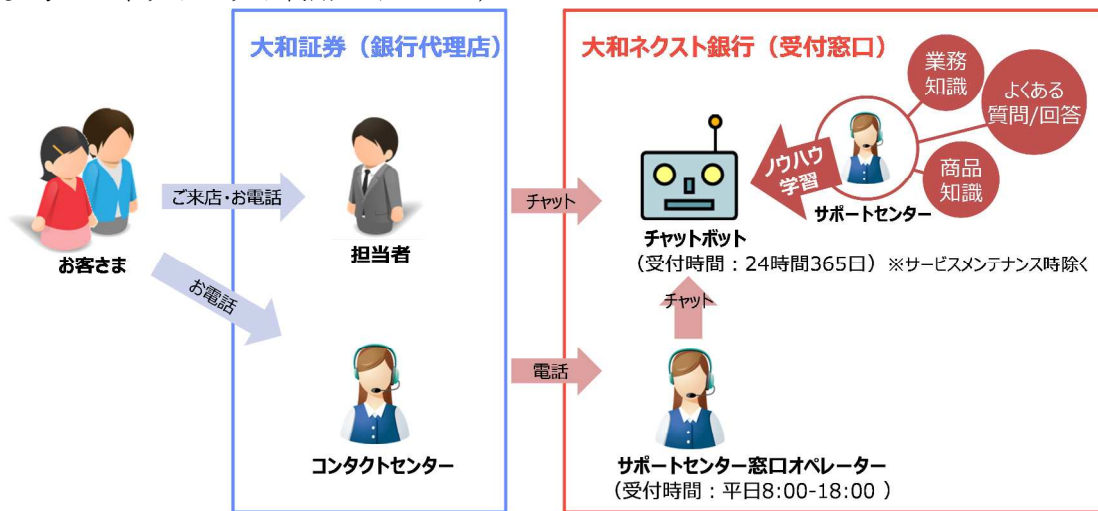 大和証券（銀行代理店）
大和ネクスト銀行（受付窓口）
業務
知識
よくある
質問/回答
商品
知識
ノウハウ
学習
サポートセンター
ご来店・お電話
チャット
お客さま
担当者
チャットボット
（受付時間：24時間365日）※サービスメンテナンス時除く
お電話
チャット
電話
コンタクトセンター
サポートセンター窓口オペレーター
（受付時間：平日8:00-18:00 ）